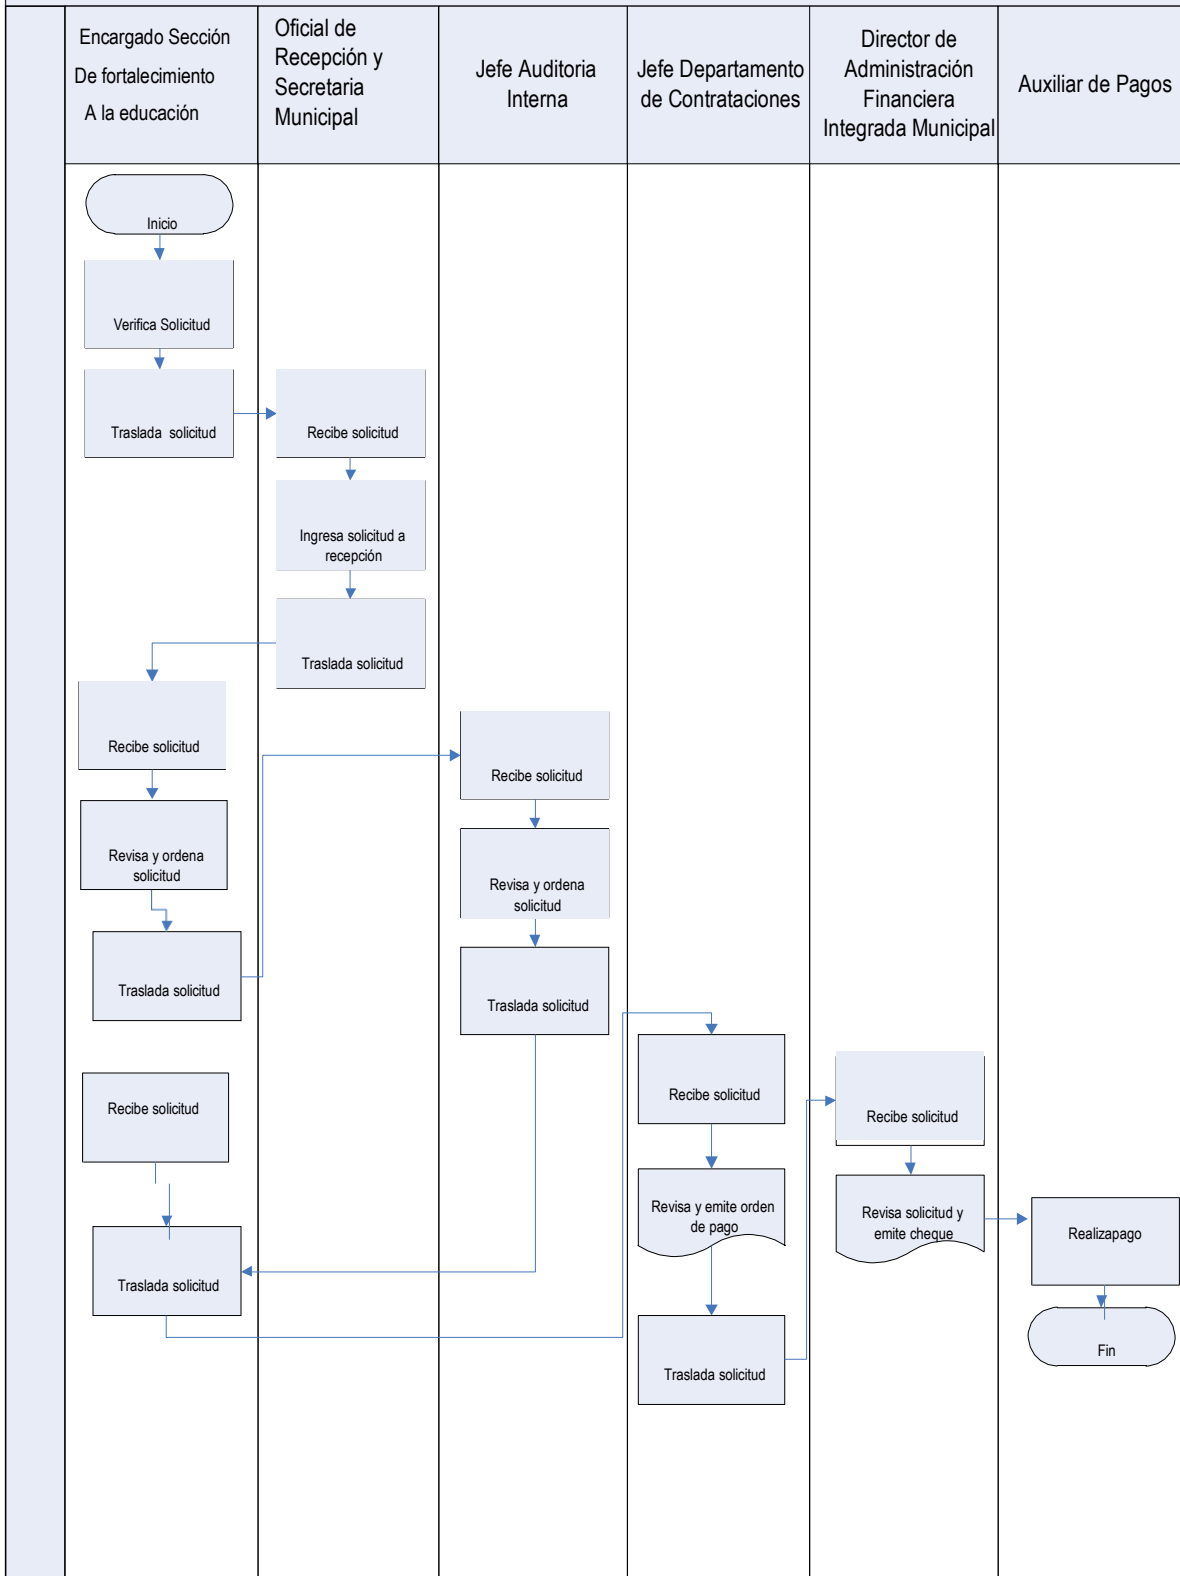 Encargado Sección
De fortalecimiento
A la educación
Oficial de
Recepción y
Secretaria
Municipal
Jefe Auditoria
Interna
Jefe Departamento
de Contrataciones
Director de
Administración
Financiera
Integrada Municipal
Auxiliar de Pagos
Inicio
Verifica Solicitud
Traslada solicitud
Recibe solicitud
Ingresa solicitud a
recepción
Traslada solicitud
Recibe solicitud
Revisa y ordena
solicitud
Traslada solicitud
Recibe solicitud
Revisa y ordena
solicitud
Traslada solicitud
Recibe solicitud
Traslada solicitud
Recibe solicitud
Revisa y emite orden
de pago
Traslada solicitud
Recibe solicitud
Revisa solicitud y
emite cheque
Realizapago
Fin